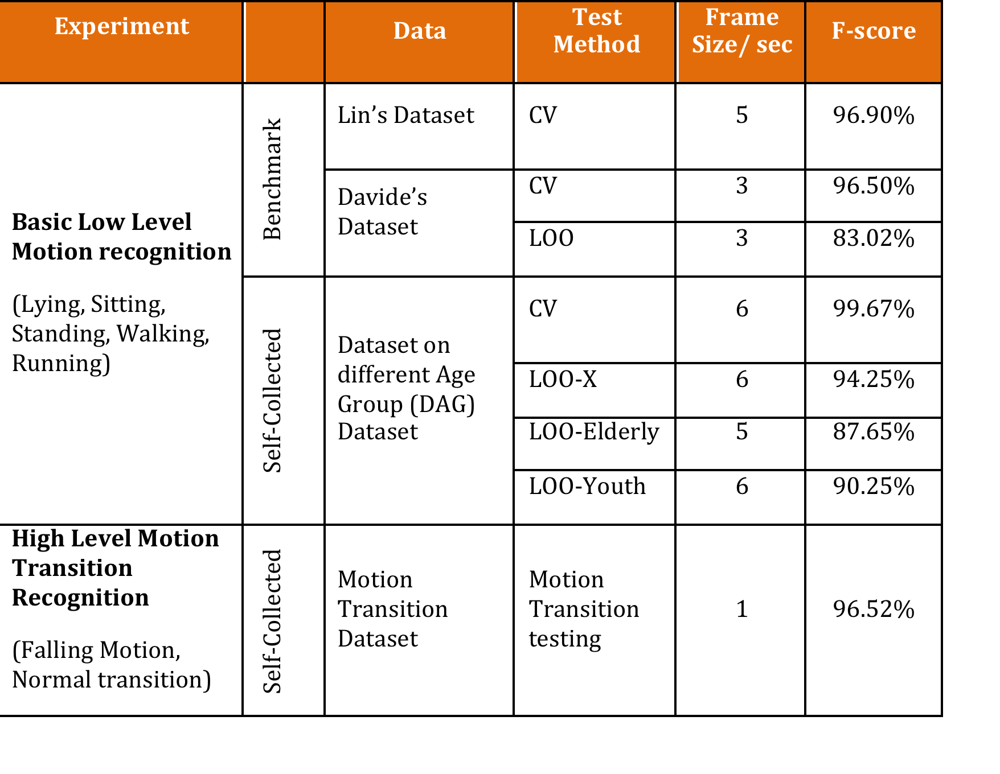 Experiment
Data
Test
Method
Frame
Size/ sec
F-score
Basic Low Level
Motion recognition
(Lying, Sitting,
Standing, Walking,
Running)
Benchmark
Lin’s Dataset
CV
5
96.90%
Davide’s
Dataset
CV
3
96.50%
LOO
3
83.02%
Self-Collected
Dataset on
different Age
Group (DAG)
Dataset
CV
6
99.67%
LOO-X
6
94.25%
LOO-Elderly
5
87.65%
LOO-Youth
6
90.25%
High Level Motion
Transition
Recognition
(Falling Motion,
Normal transition)
Self-Collected
Motion
Transition
Dataset
Motion
Transition
testing
1
96.52%